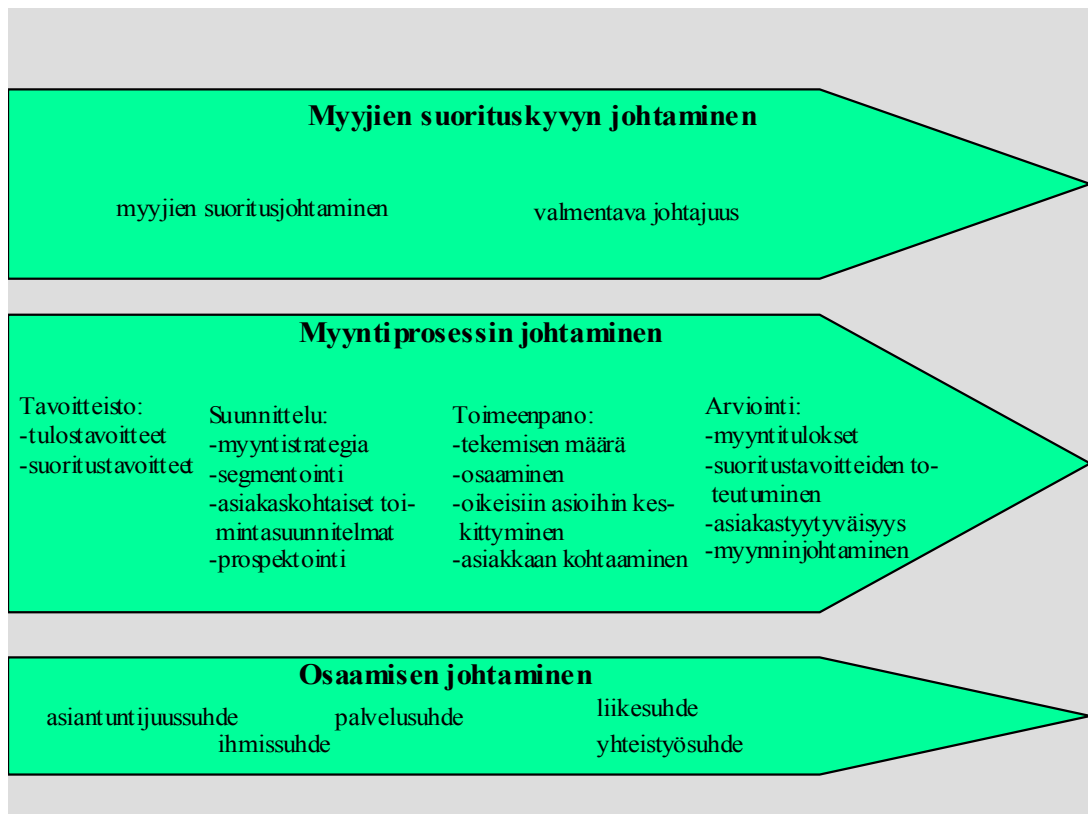 Myyjien suorituskyvyn johtaminen
myyjien suoritusjohtaminen
valmentava johtajuus
Myyntiprosessin johtaminen
Tavoitteisto:
-tulostavoitteet
-suoritustavoitteet
Suunnittelu:
-myyntistrategia
-segmentointi
-asiakaskohtaiset toi-
mintasuunnitelmat
-prospektointi
Toimeenpano:
-tekemisen määrä
-osaaminen
-oikeisiin asioihin kes-
kittyminen
-asiakkaan kohtaaminen
Arviointi:
-myyntitulokset
-suoritustavoitteiden to-
teutuminen
-asiakastyytyväisyys
-myynninjohtaminen
Osaamisen johtaminen
asiantuntijuussuhde
ihmissuhde
palvelusuhde
liikesuhde
yhteistyösuhde